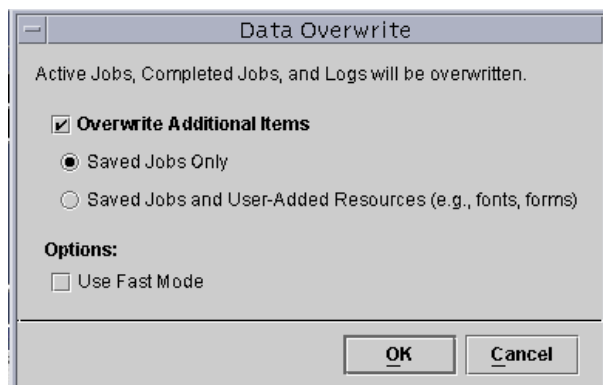 Data Overwrite
Active Jobs, Completed Jobs, and Logs will be overwritten.
Overwrite Additional Items
Saved Jobs Only
Saved Jobs and User-Added Resources (e.g., fonts, forms)
Options:
Use Fast Mode
OK Cancel